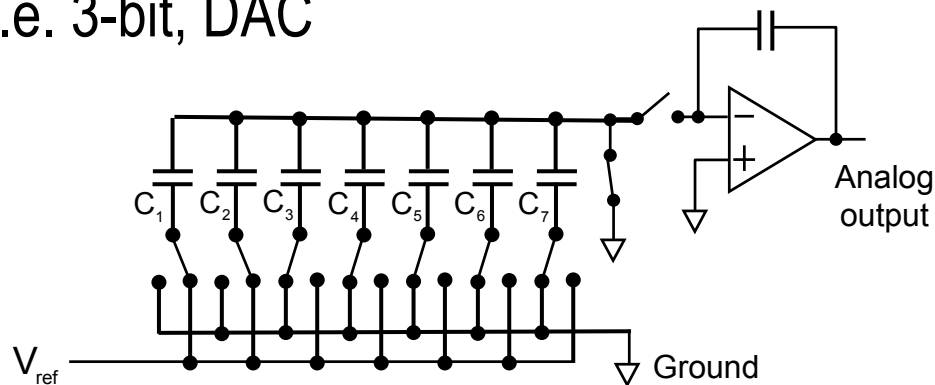 .e. 3-bit, DAC
C1 C2 C3 C4 C5 C6 C7
−
+
Analog
output
Vref
Ground